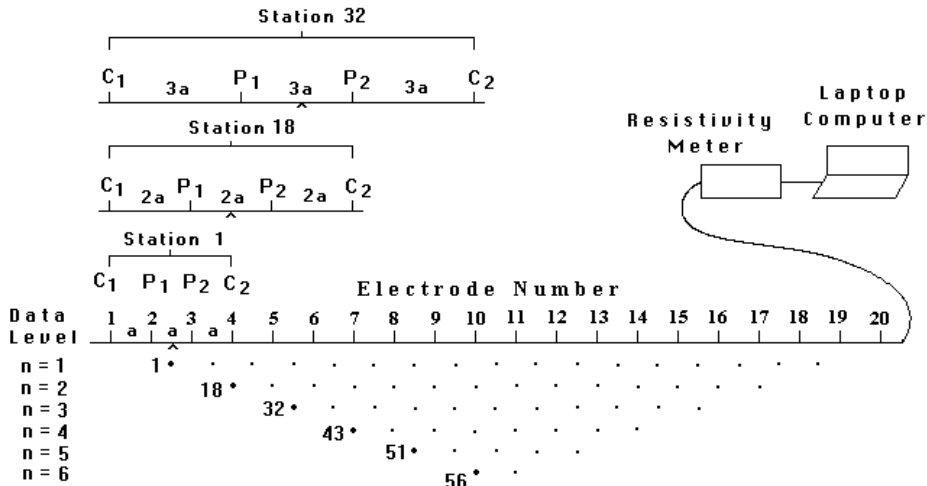 Station 32
C1 3a P1 3a P2 3a C2
Station 18
C1 2a P1 2a P2 2a C2
Station 1
C1 P1 P2 C2
Resistivity Meter
Laptop Computer
Electrode Number
Data Level
1 2 3 4 5 6 7 8 9 10 11 12 13 14 15 16 17 18 19 20
a a a
n = 1 1
n = 2 18
n = 3 32
n = 4 43
n = 5 51
n = 6 56